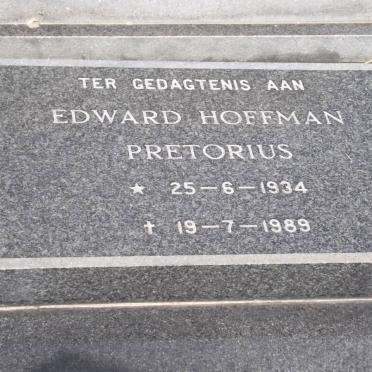 TER GEDAGTENIS AAN
EDWARD HOFFMAN
PRETORIUS
★ 25-6-1934
† 19-7-1989